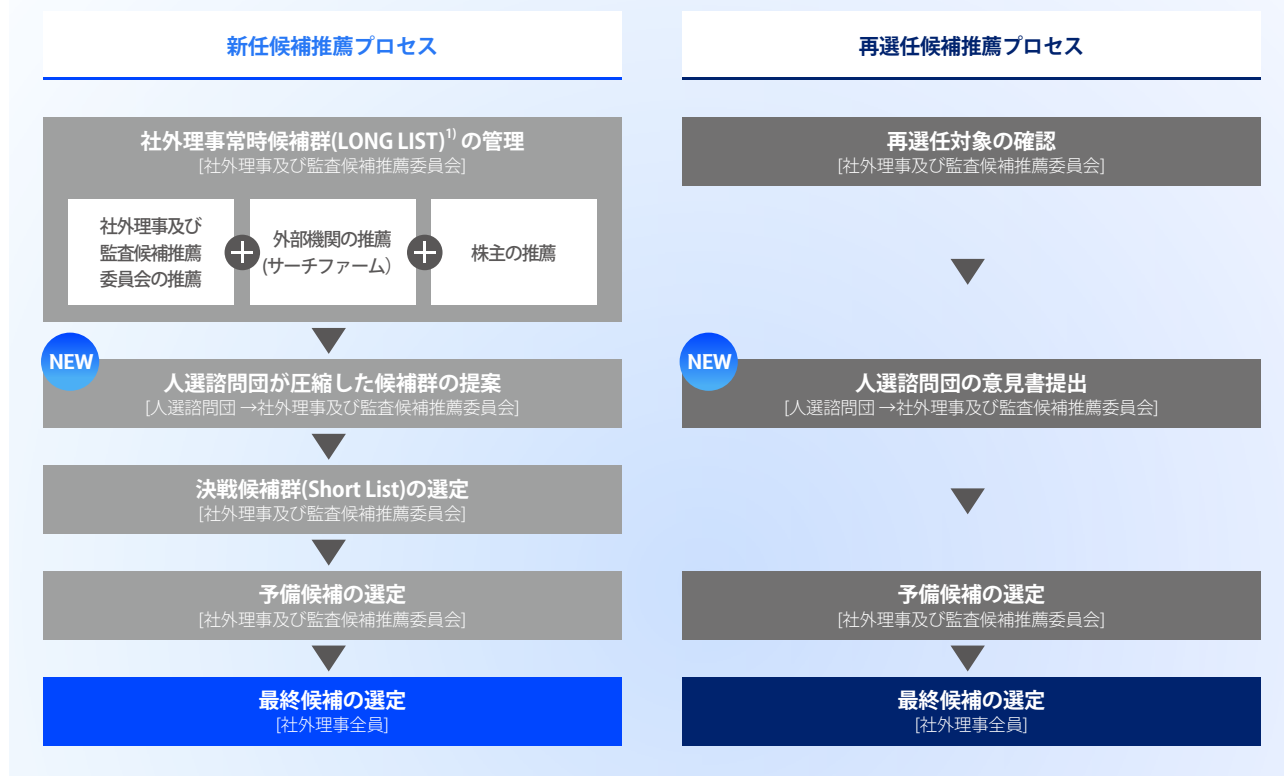 新任候補推薦プロセス
社外理事常時候補群(LONG LIST)1) の管理
[社外理事及び監査候補推薦委員会]
社外理事及び
監査候補推薦
委員会の推薦
外部機関の推薦
(サーチファーム)
株主の推薦
NEW
人選諮問団が圧縮した候補群の提案
[人選諮問団→社外理事及び監査候補推薦委員会]
決戦候補群(Short List)の選定
[社外理事及び監査候補推薦委員会]
予備候補の選定
[社外理事及び監査候補推薦委員会]
最終候補の選定
[社外理事全員]
再選任候補推薦プロセス
再選任対象の確認
[社外理事及び監査候補推薦委員会]
NEW
人選諮問団の意見書提出
[人選諮問団→社外理事及び監査候補推薦委員会]
予備候補の選定
[社外理事及び監査候補推薦委員会]
最終候補の選定
[社外理事全員]